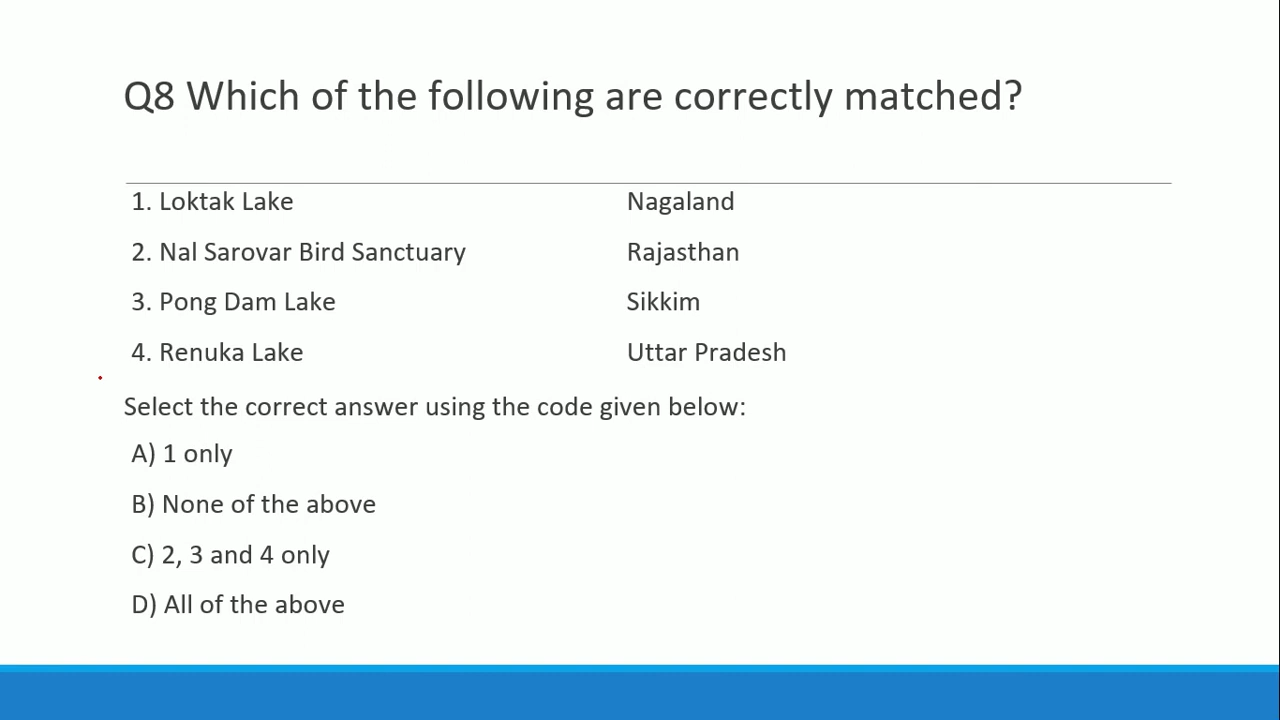 Q8 Which of the following are correctly matched?
1. Loktak Lake Nagaland
2. Nal Sarovar Bird Sanctuary Rajasthan
3. Pong Dam Lake Sikkim
4. Renuka Lake Uttar Pradesh
Select the correct answer using the code given below:
A) 1 only
B) None of the above
C) 2, 3 and 4 only
D) All of the above